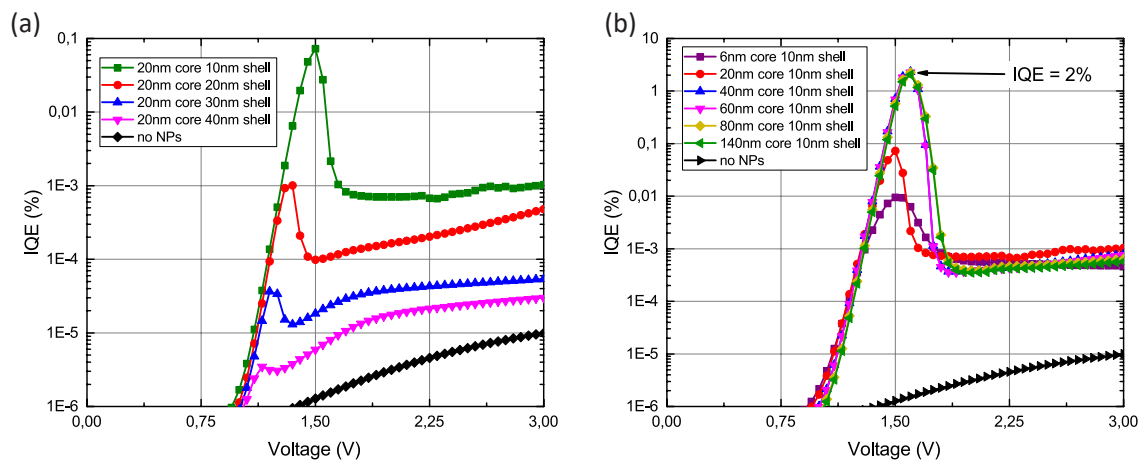 (a)
0,1
0,01
1E-3
1E-4
1E-5
1E-6
IQE (%)
20nm core 10nm shell
20nm core 20nm shell
20nm core 30nm shell
20nm core 40nm shell
no NPs
0,00
0,75
1,50
2,25
3,00
Voltage (V)
(b)
10
1
0,1
0,01
1E-3
1E-4
1E-5
1E-6
IQE (%)
6nm core 10nm shell
20nm core 10nm shell
40nm core 10nm shell
60nm core 10nm shell
80nm core 10nm shell
140nm core 10nm shell
no NPs
IQE = 2%
0,00
0,75
1,50
2,25
3,00
Voltage (V)